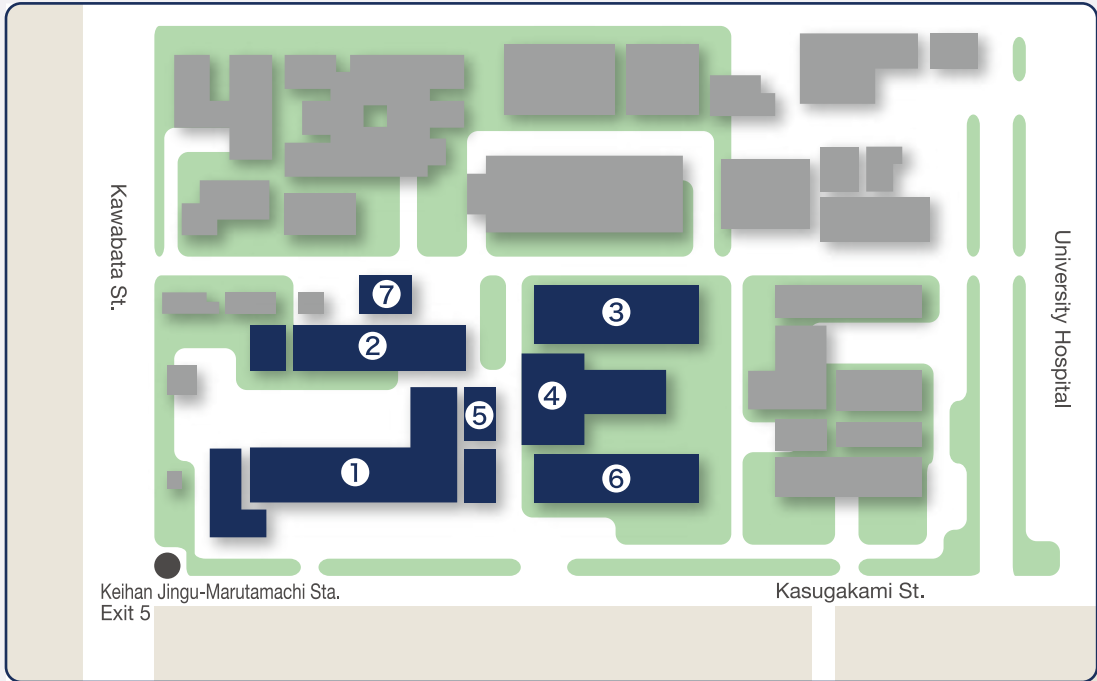 Kawabata St.
University Hospital
⑦
③
②
④
⑤
①
⑥
Keihan Jingu-Marutamachi Sta.
Exit 5
Kasugakami St.